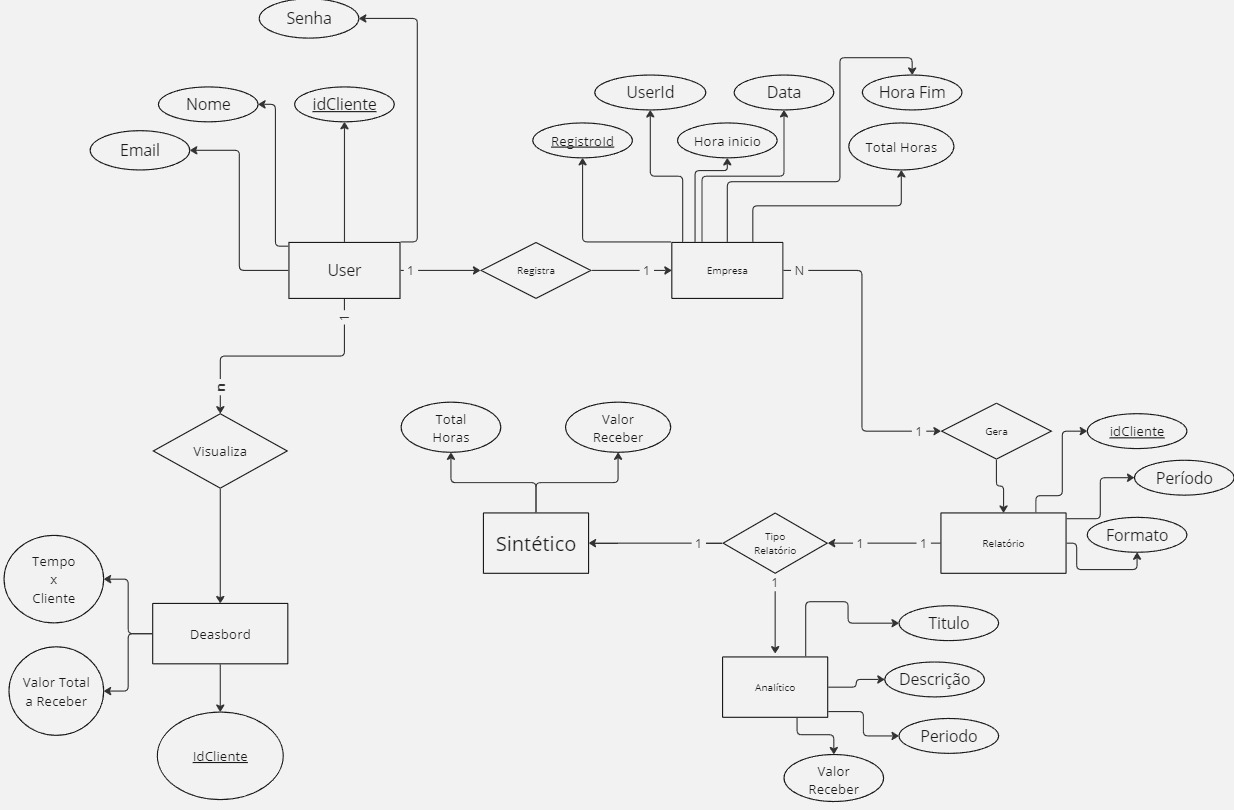 Senha
Nome
idCliente
Email
UserId
Data
Hora Fim
RegistroId
Hora inicio
Total Horas
User
1
Registra
1
Empresa
N
1
n
Visualiza
Total
Horas
Valor
Receber
1
Gera
idCliente
Período
Formato
Sintético
1
Tipo
Relatório
1
1
Relatório
Tempo
x
Cliente
1
Deasbord
Titulo
Valor Total
a Receber
Analítico
Descrição
Periodo
IdCliente
Valor
Receber